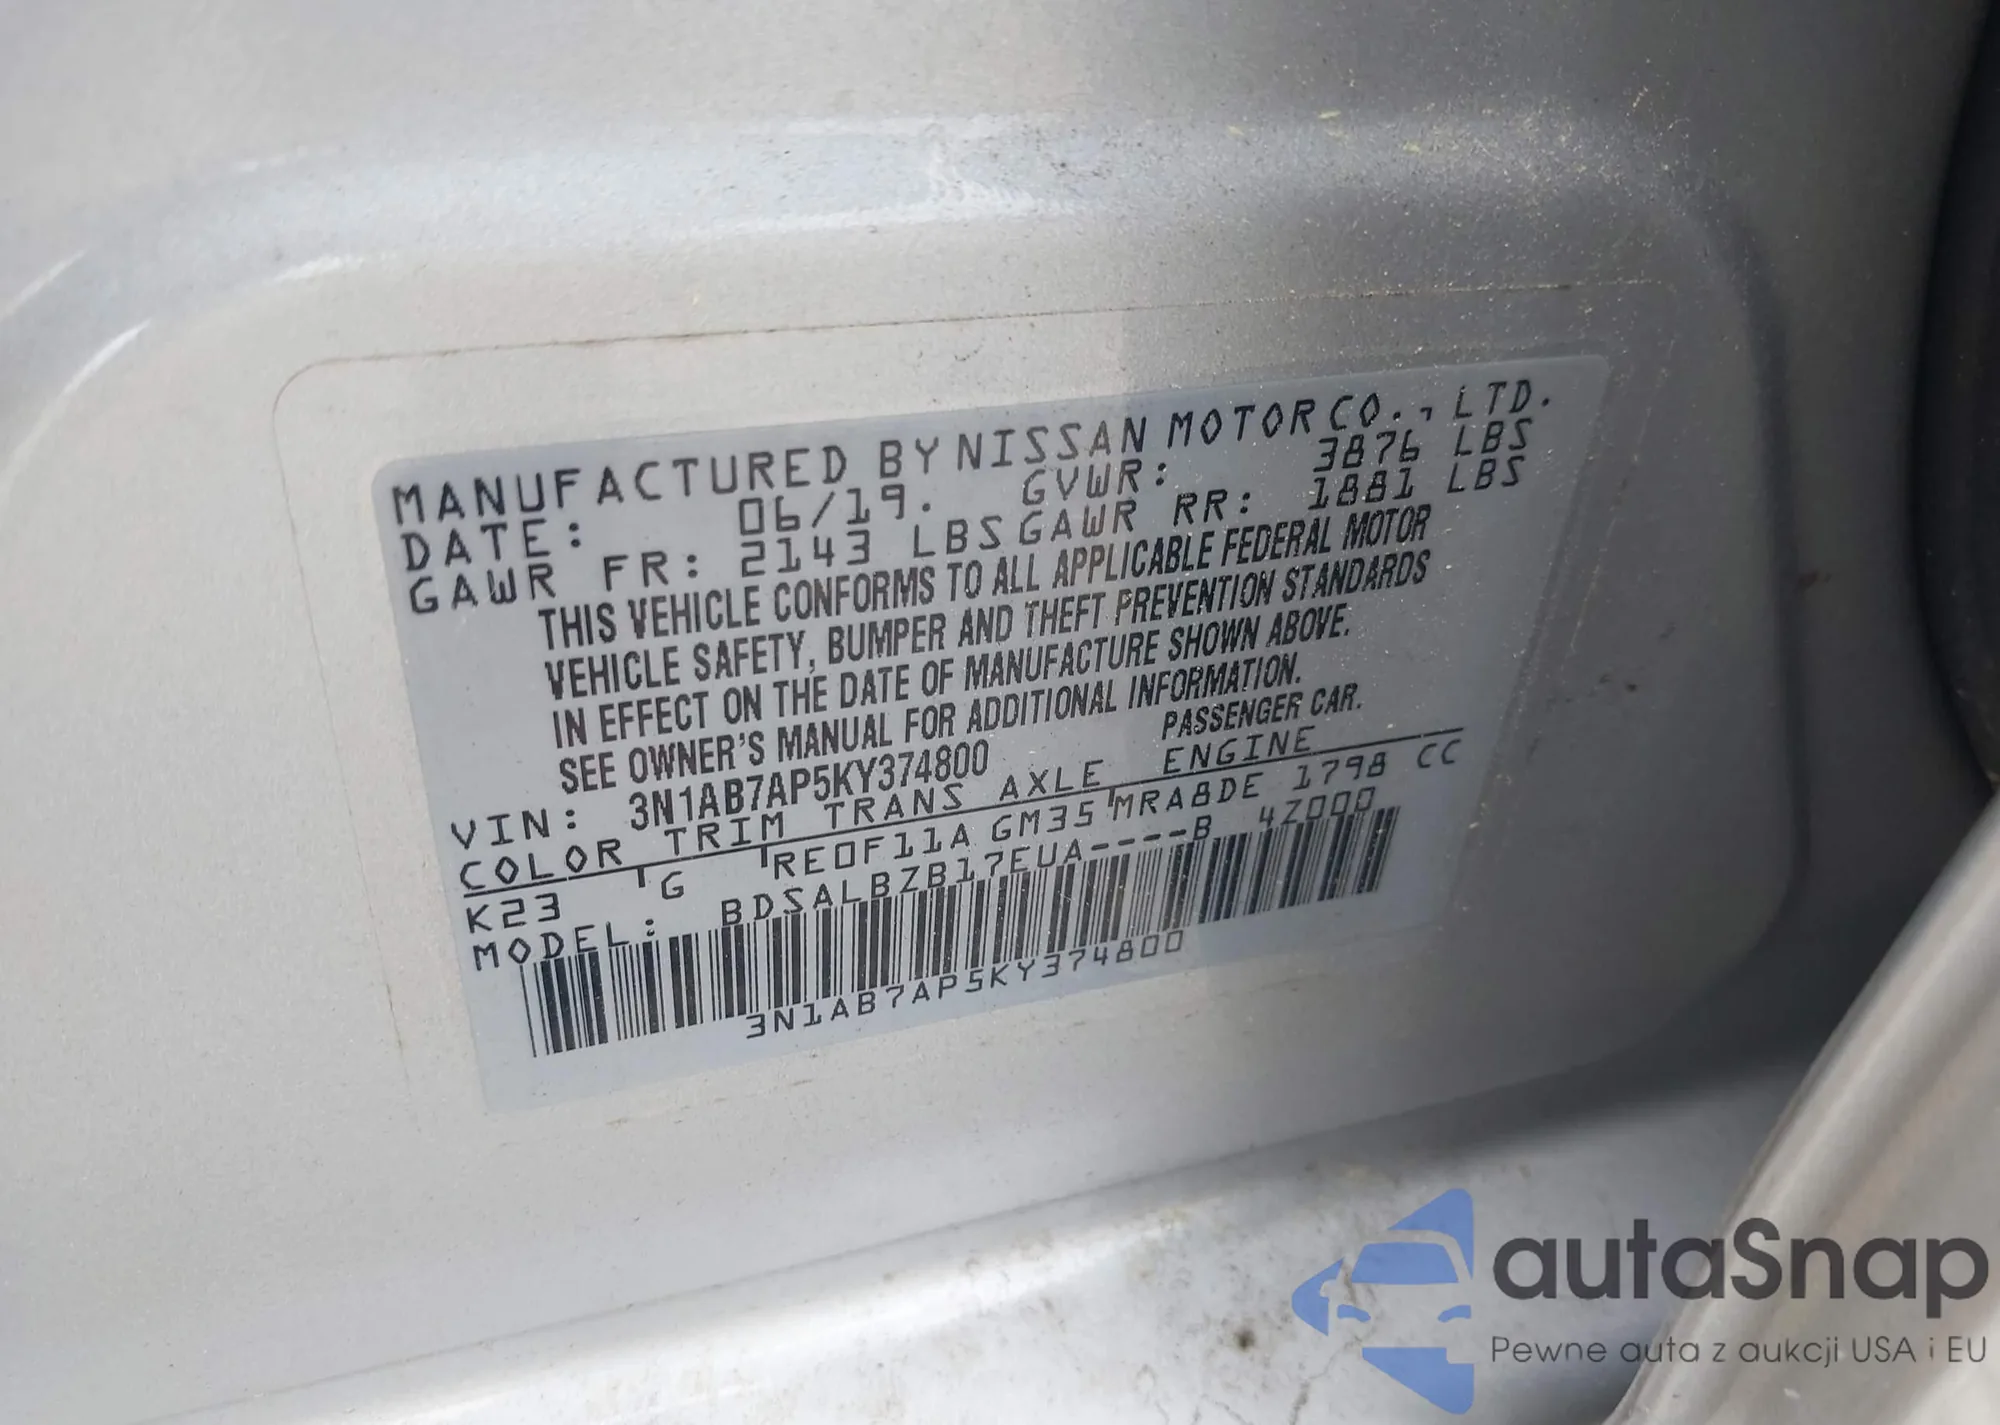 MANUFACTURED BY NISSAN MOTOR CO., LTD.
DATE: 06/19. GVWR: 3876 LBS
GAWR FR: 2143 LBS GAWR RR: 1881 LBS
THIS VEHICLE CONFORMS TO ALL APPLICABLE FEDERAL MOTOR
VEHICLE SAFETY, BUMPER AND THEFT PREVENTION STANDARDS
IN EFFECT ON THE DATE OF MANUFACTURE SHOWN ABOVE.
SEE OWNER'S MANUAL FOR ADDITIONAL INFORMATION.
VIN: 3N1AB7AP5KY374800 PASSENGER CAR.
COLOR TRIM TRANS AXLE ENGINE
K23 G RE0F11A GM35 MRA8DE 1798 CC
MODEL: BDSALBZB17EUA----B 4Z000
3N1AB7AP5KY374800
autaSnap
Pewne auta z aukcji USA i EU